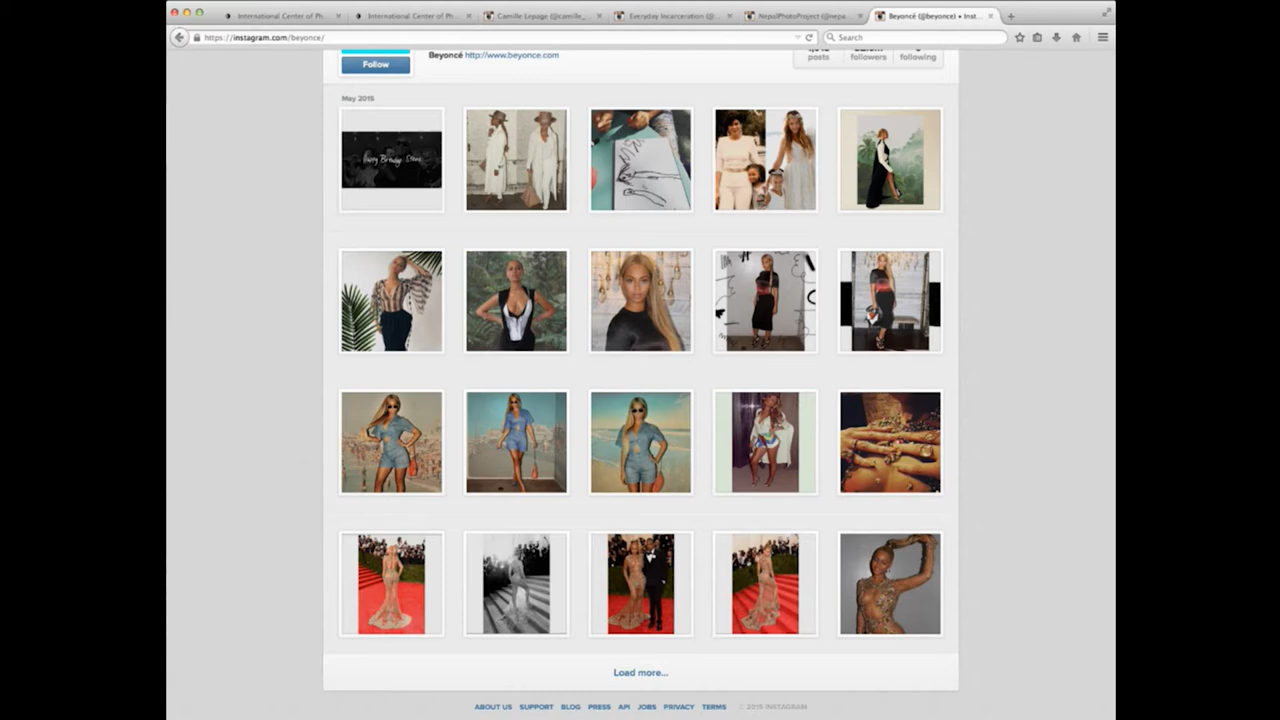 International Center of Ph...
International Center of Ph...
Camille Lepage (@camille_...
Everyday Incarceration (@...
NepalPhotoProject (@nepa...
Beyoncé (@beyonce) • Inst...
https://instagram.com/beyonce/
Search
Follow
Beyoncé http://www.beyonce.com
posts
followers
following
May 2015
Load more...
ABOUT US SUPPORT BLOG PRESS API JOBS PRIVACY TERMS © 2015 INSTAGRAM